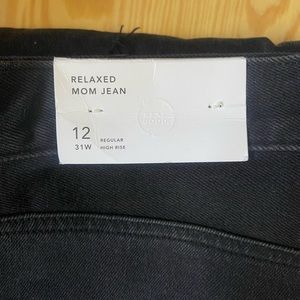 RELAXED
MOM JEAN
12 REGULAR
31W HIGH RISE